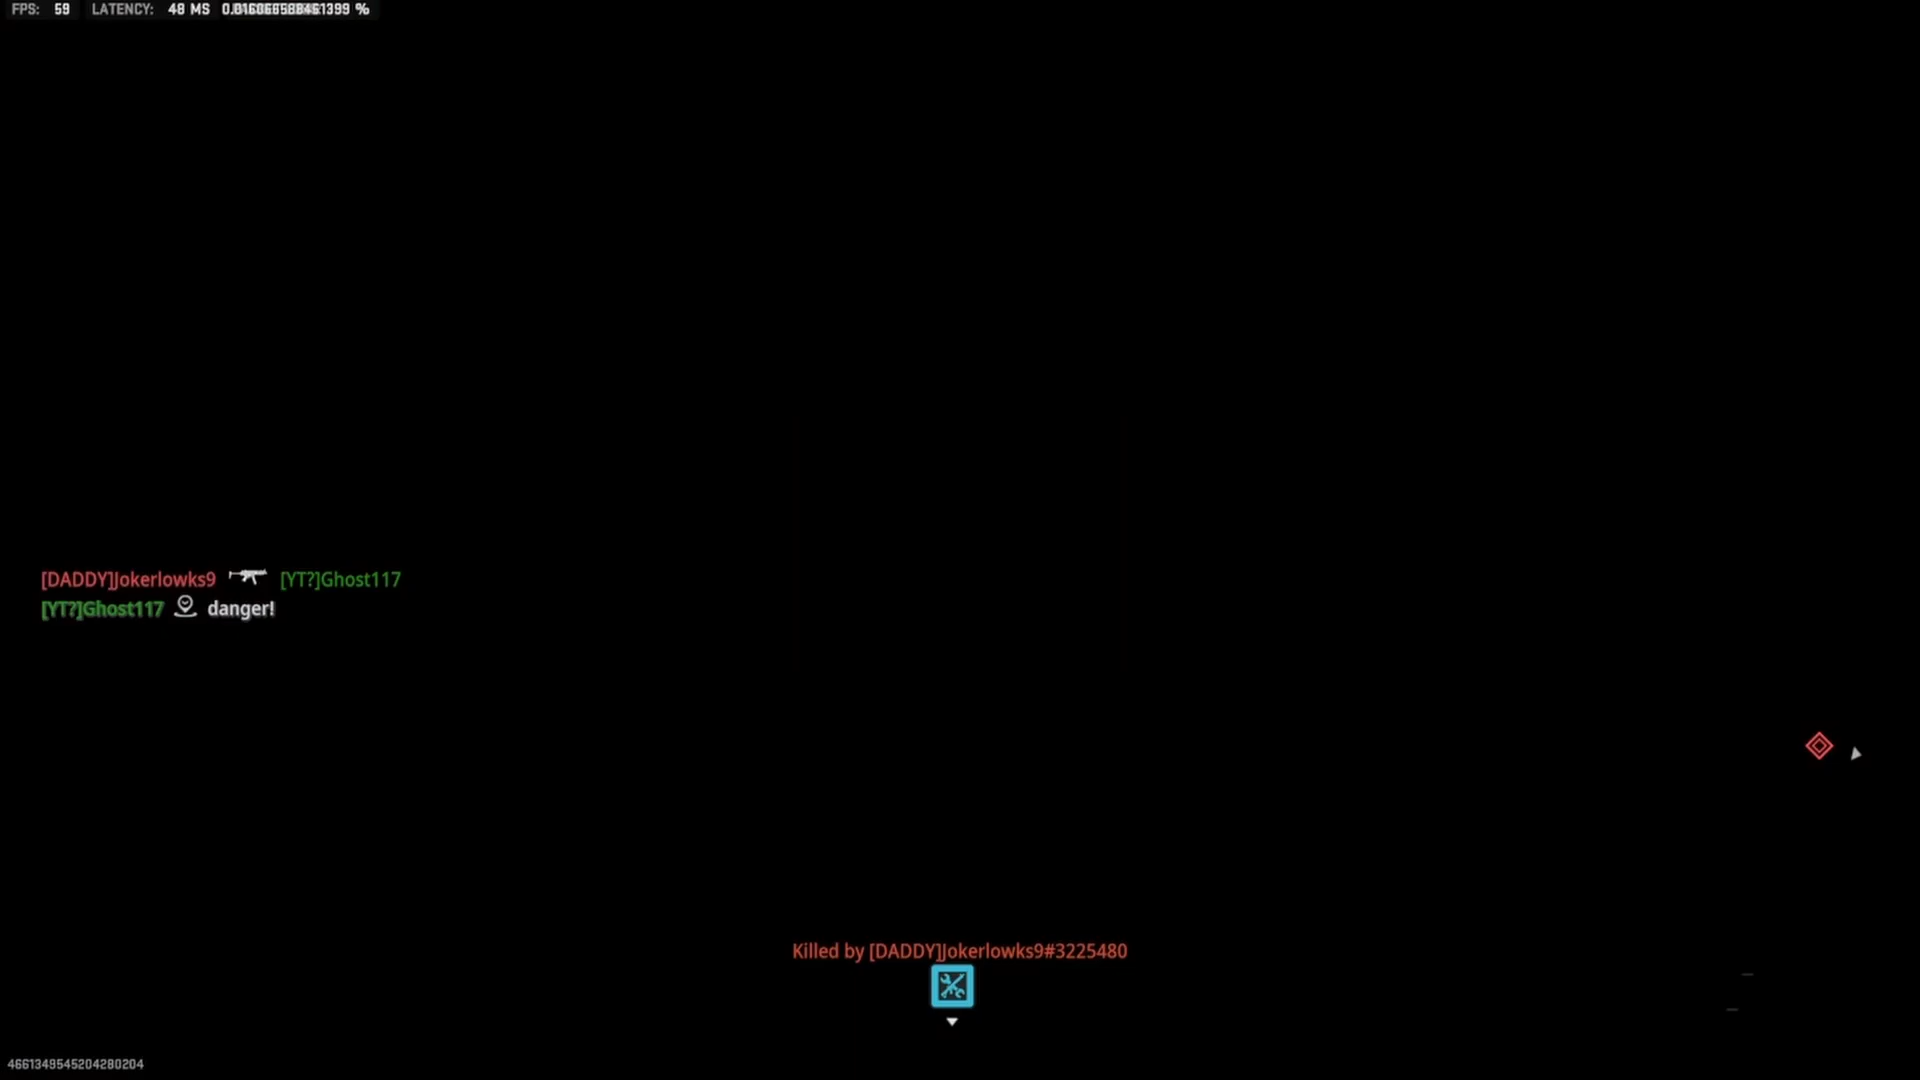 FPS: 59 LATENCY: 48 MS
[DADDY]Jokerlowks9 [YT?]Ghost117
[YT?]Ghost117 danger!
Killed by [DADDY]Jokerlowks9#3225480
4661349545204280204